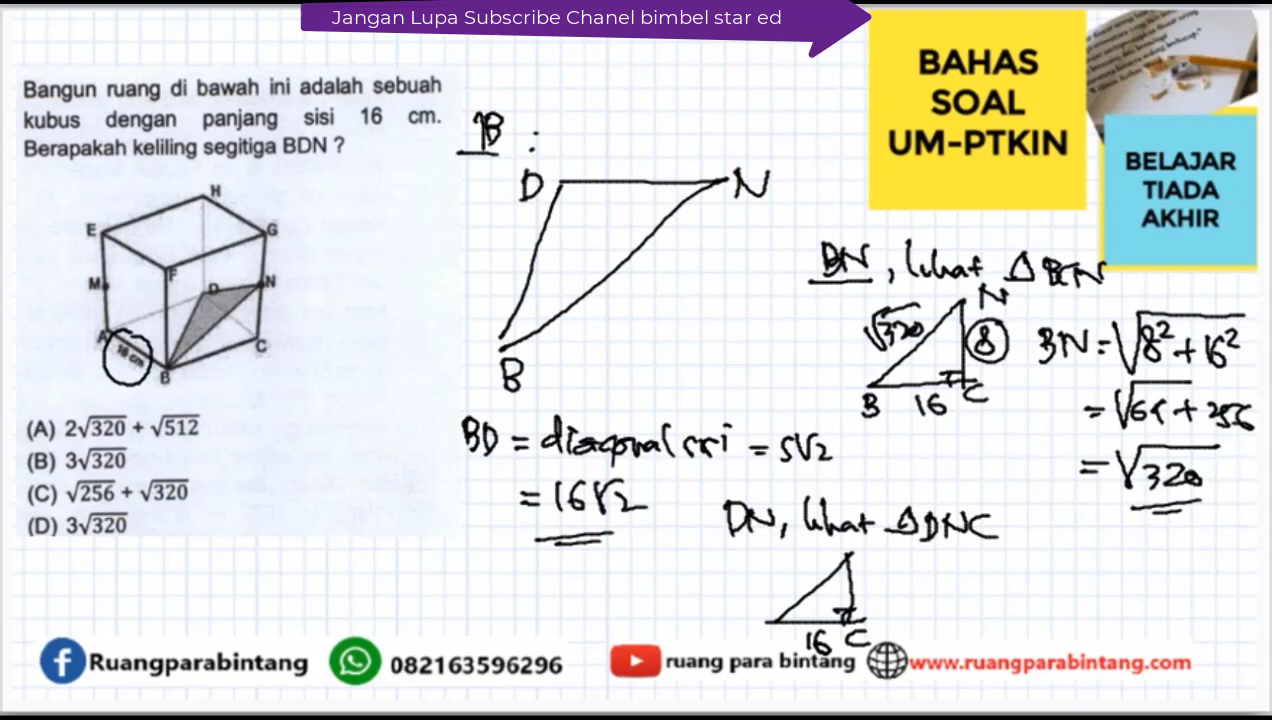 Jangan Lupa Subscribe Chanel bimbel star ed
BAHAS
SOAL
UM-PTKIN
BELAJAR
TIADA
AKHIR
Bangun ruang di bawah ini adalah sebuah
kubus dengan panjang sisi 16 cm.
Berapakah keliling segitiga BDN ?
H
E
G
F
M
D
N
A
16 cm
C
B
(A) 2√320 + √512
(B) 3√320
(C) √256 + √320
(D) 3√320
B :
D N
B
BD = diagonal sisi = S√2
= 16√2
BN, lihat Δ BCN
N
√320
8
B 16 C
BN = √8² + 16²
= √64 + 256
= √320
DN, lihat Δ DNC
16 C
Ruangparabintang
082163596296
ruang para bintang
www.ruangparabintang.com